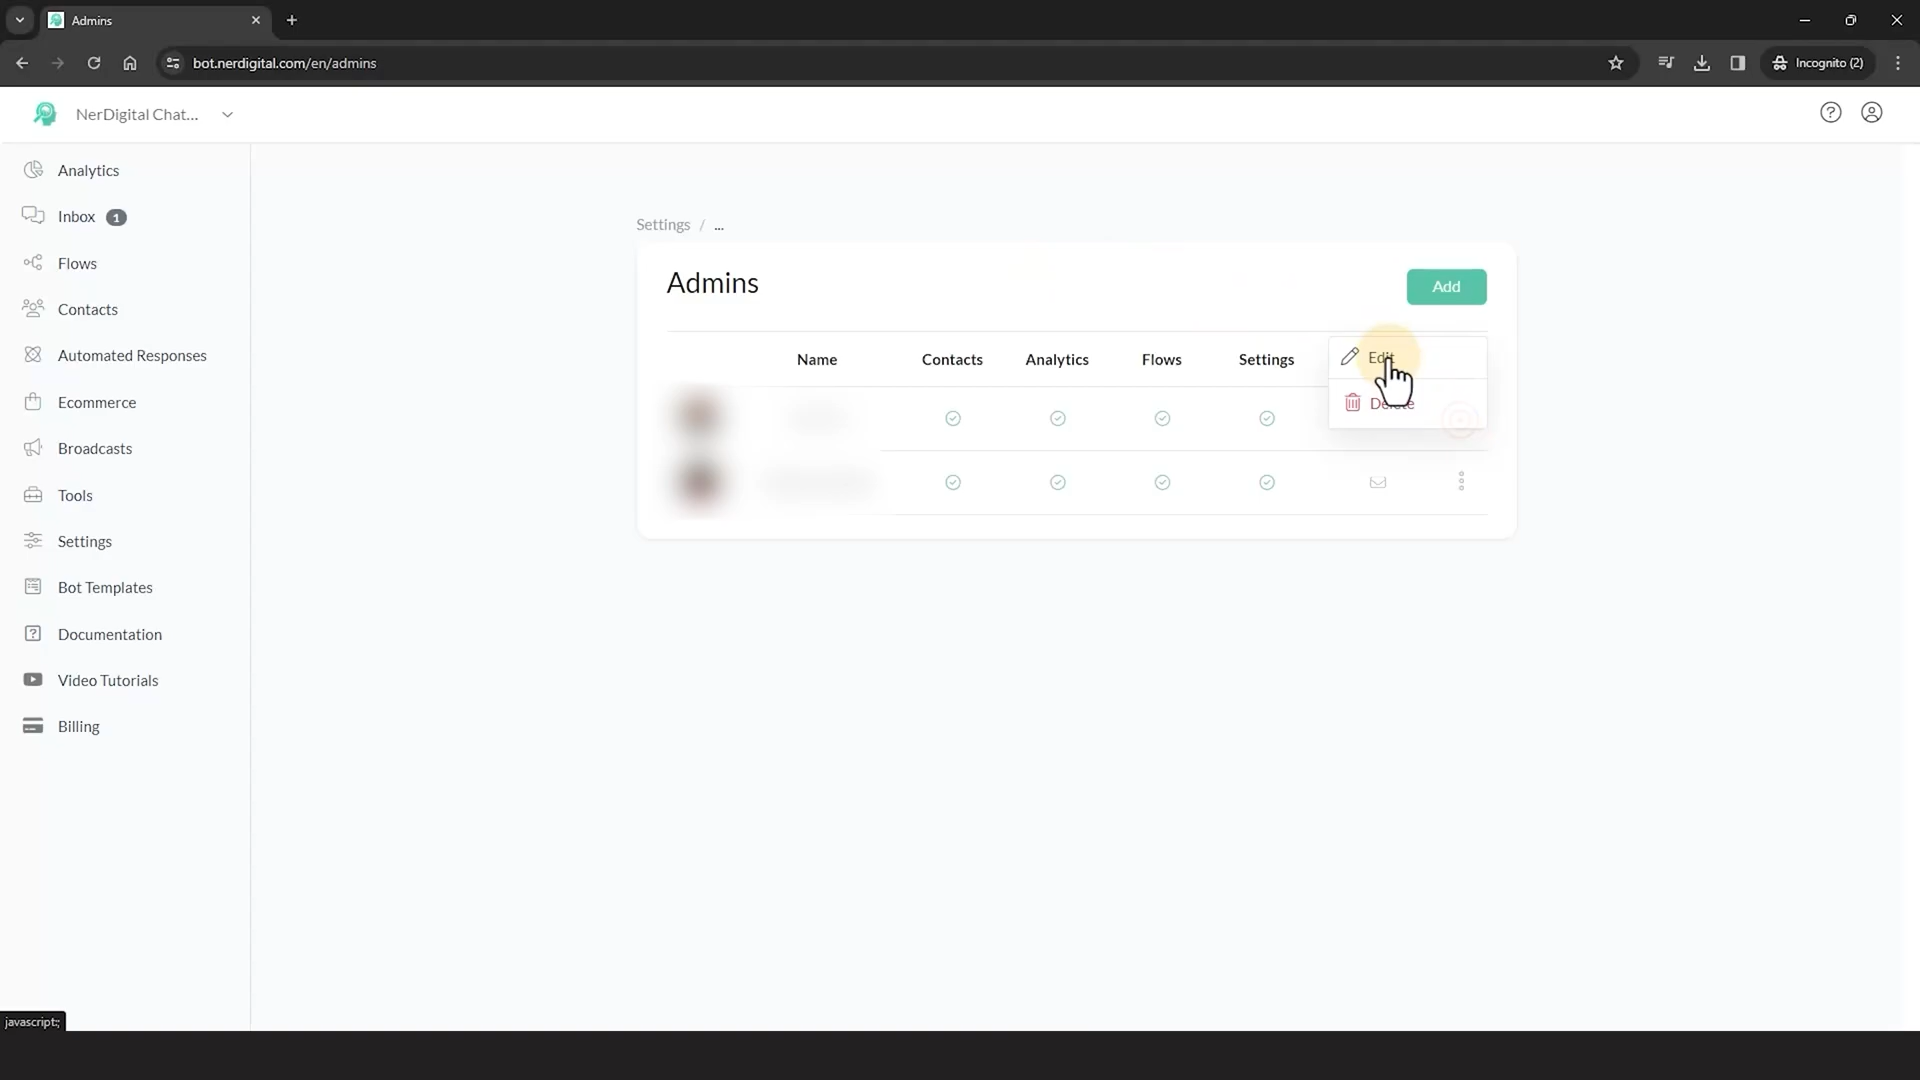 Admins
bot.nerdigital.com/en/admins
Incognito (2)
NerDigital Chat...
Analytics
Inbox 1
Flows
Contacts
Automated Responses
Ecommerce
Broadcasts
Tools
Settings
Bot Templates
Documentation
Video Tutorials
Billing
Settings / ...
Admins
Add
Name Contacts Analytics Flows Settings
Edit
Delete
javascript:;